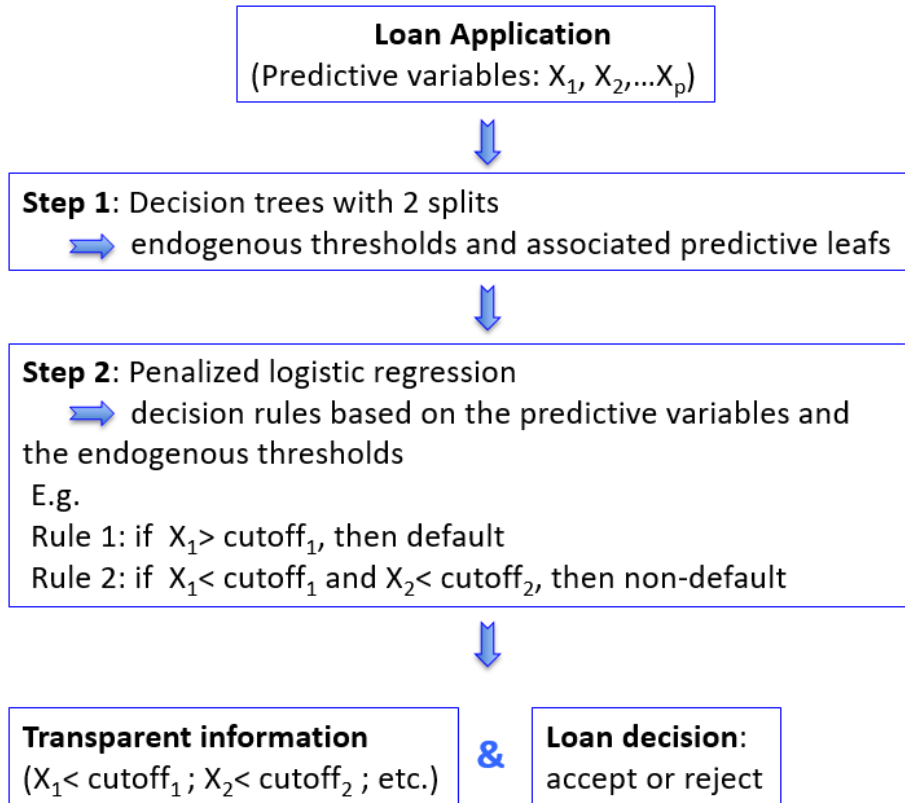 Loan Application
(Predictive variables: X₁, X₂,...Xₚ)
Step 1: Decision trees with 2 splits
endogenous thresholds and associated predictive leafs
Step 2: Penalized logistic regression
decision rules based on the predictive variables and
the endogenous thresholds
E.g.
Rule 1: if X₁> cutoff₁, then default
Rule 2: if X₁< cutoff₁ and X₂< cutoff₂, then non-default
Transparent information
(X₁< cutoff₁ ; X₂< cutoff₂ ; etc.)
&
Loan decision:
accept or reject